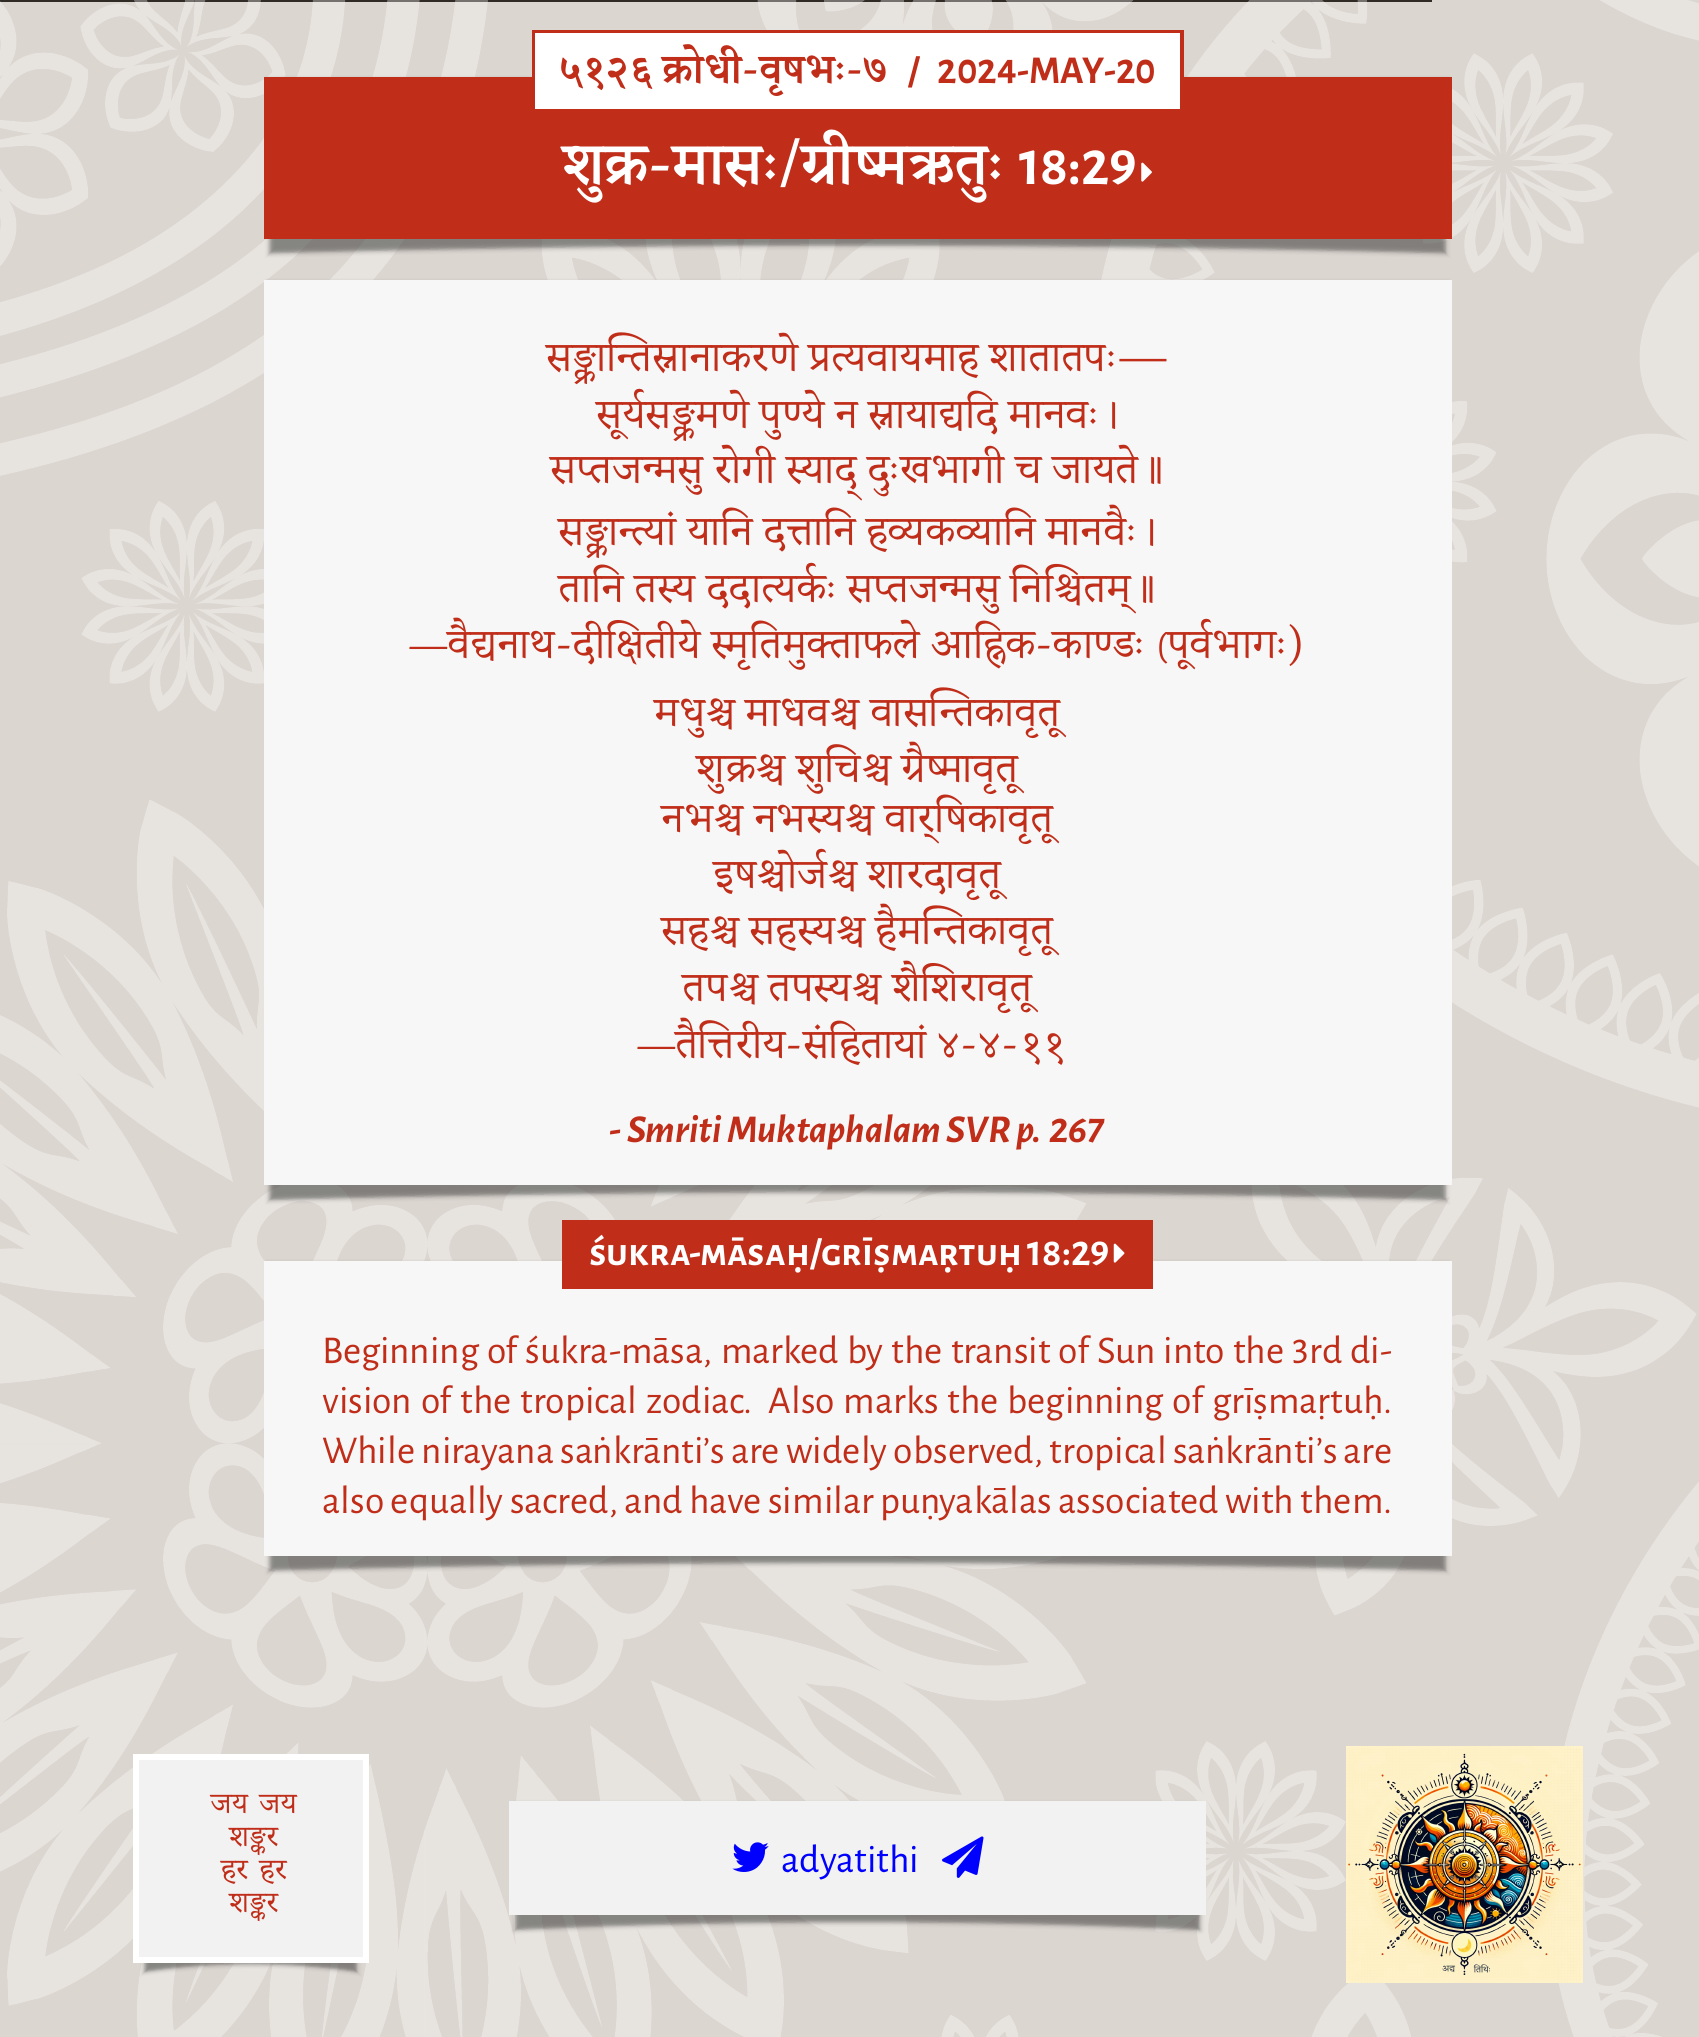 ५१२६ क्रोधी-वृषभः-७ / 2024-MAY-20
शुक्र-मासः/ग्रीष्मऋतुः 18:29▸
सङ्क्रान्तिस्नानाकरणे प्रत्यवायमाह शातातपः—
सूर्यसङ्क्रमणे पुण्ये न स्नायाद्यदि मानवः ।
सप्तजन्मसु रोगी स्याद् दुःखभागी च जायते ॥
सङ्क्रान्त्यां यानि दत्तानि हव्यकव्यानि मानवैः ।
तानि तस्य ददात्यर्कः सप्तजन्मसु निश्चितम् ॥
—वैद्यनाथ-दीक्षितीये स्मृतिमुक्ताफले आह्निक-काण्डः (पूर्वभागः)
मधुश्च माधवश्च वासन्तिकावृतू
शुक्रश्च शुचिश्च ग्रैष्मावृतू
नभश्च नभस्यश्च वार्‌षिकावृतू
इषश्चोर्जश्च शारदावृतू
सहश्च सहस्यश्च हैमन्तिकावृतू
तपश्च तपस्यश्च शैशिरावृतू
—तैत्तिरीय-संहितायां ४-४-११
- Smriti Muktaphalam SVR p. 267
ŚUKRA-MĀSAḤ/GRĪṢMAṚTUḤ 18:29▸
Beginning of śukra-māsa, marked by the transit of Sun into the 3rd di-
vision of the tropical zodiac. Also marks the beginning of grīṣmaṛtuḥ.
While nirayana saṅkrānti’s are widely observed, tropical saṅkrānti’s are
also equally sacred, and have similar puṇyakālas associated with them.
जय जय
शङ्कर
हर हर
शङ्कर
adyatithi
अद्य तिथिः